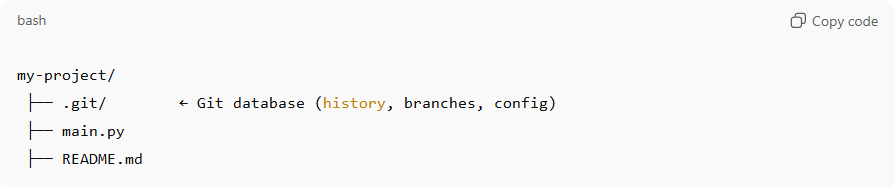 bash Copy code
my-project/
├── .git/        ← Git database (history, branches, config)
├── main.py
├── README.md